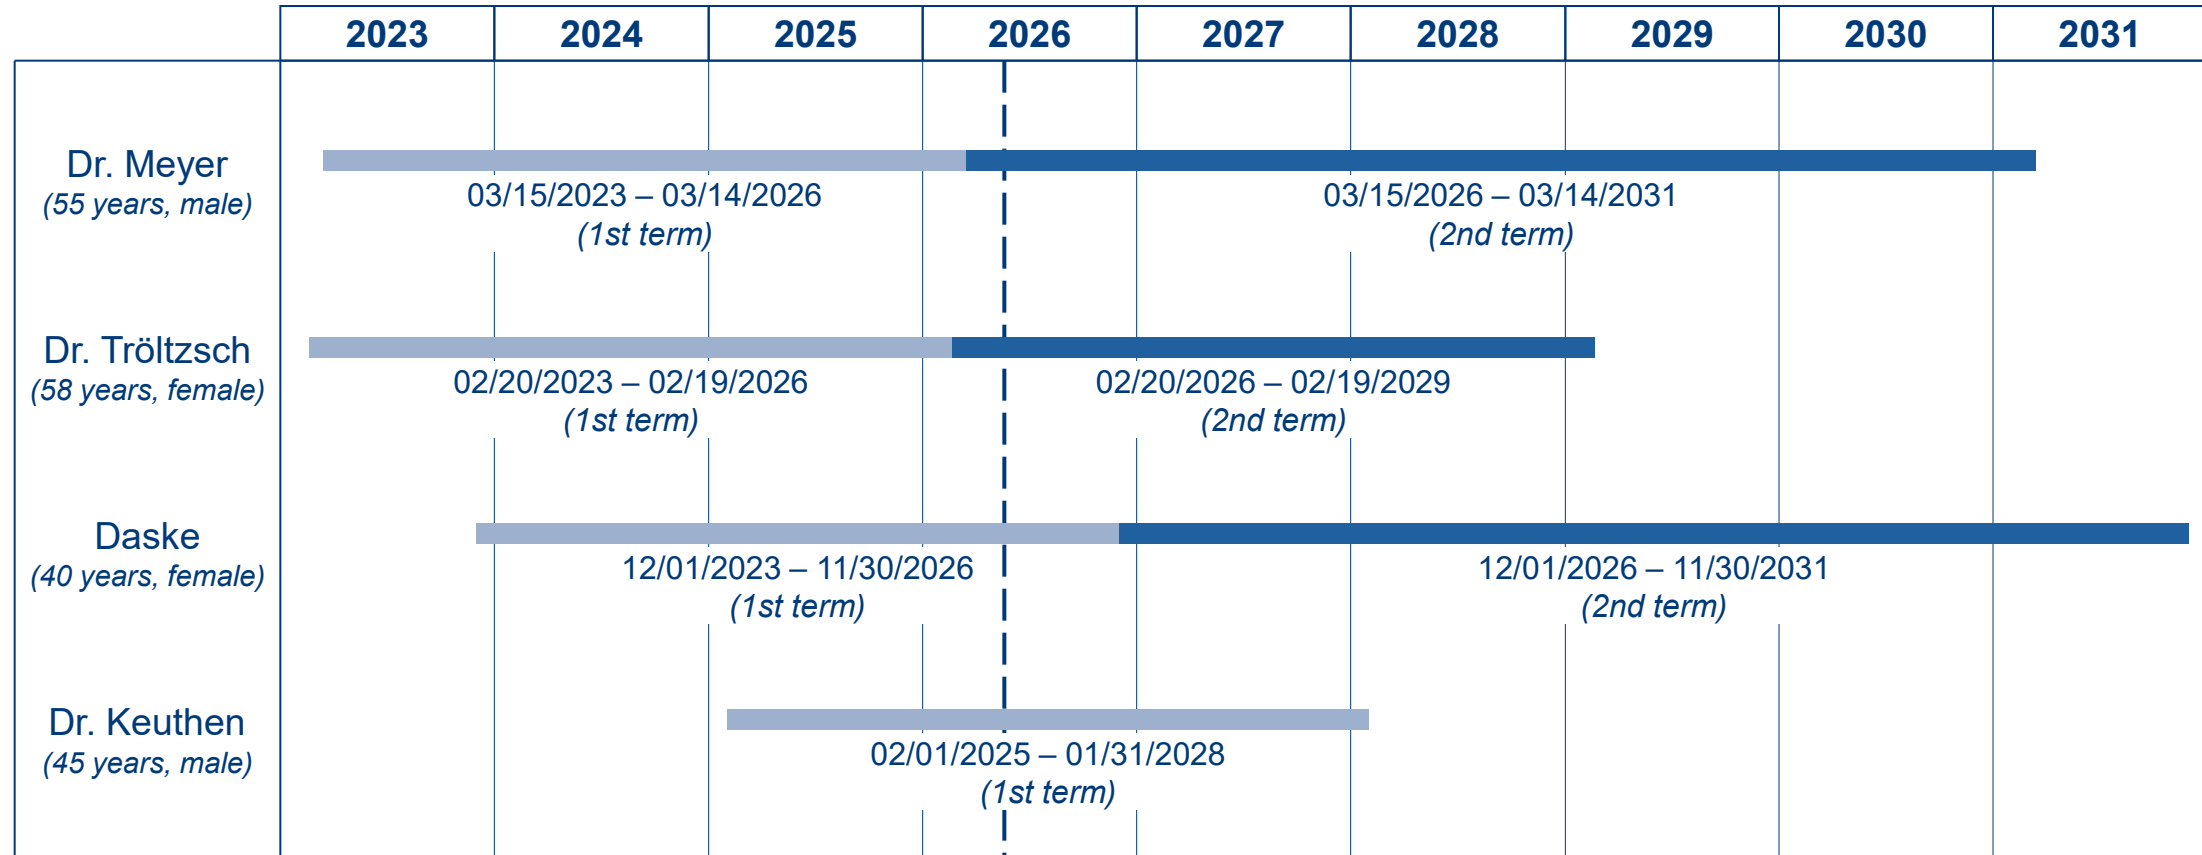 2023 2024 2025 2026 2027 2028 2029 2030 2031
Dr. Meyer
(55 years, male)
03/15/2023 – 03/14/2026
(1st term)
03/15/2026 – 03/14/2031
(2nd term)
Dr. Tröltzsch
(58 years, female)
02/20/2023 – 02/19/2026
(1st term)
02/20/2026 – 02/19/2029
(2nd term)
Daske
(40 years, female)
12/01/2023 – 11/30/2026
(1st term)
12/01/2026 – 11/30/2031
(2nd term)
Dr. Keuthen
(45 years, male)
02/01/2025 – 01/31/2028
(1st term)